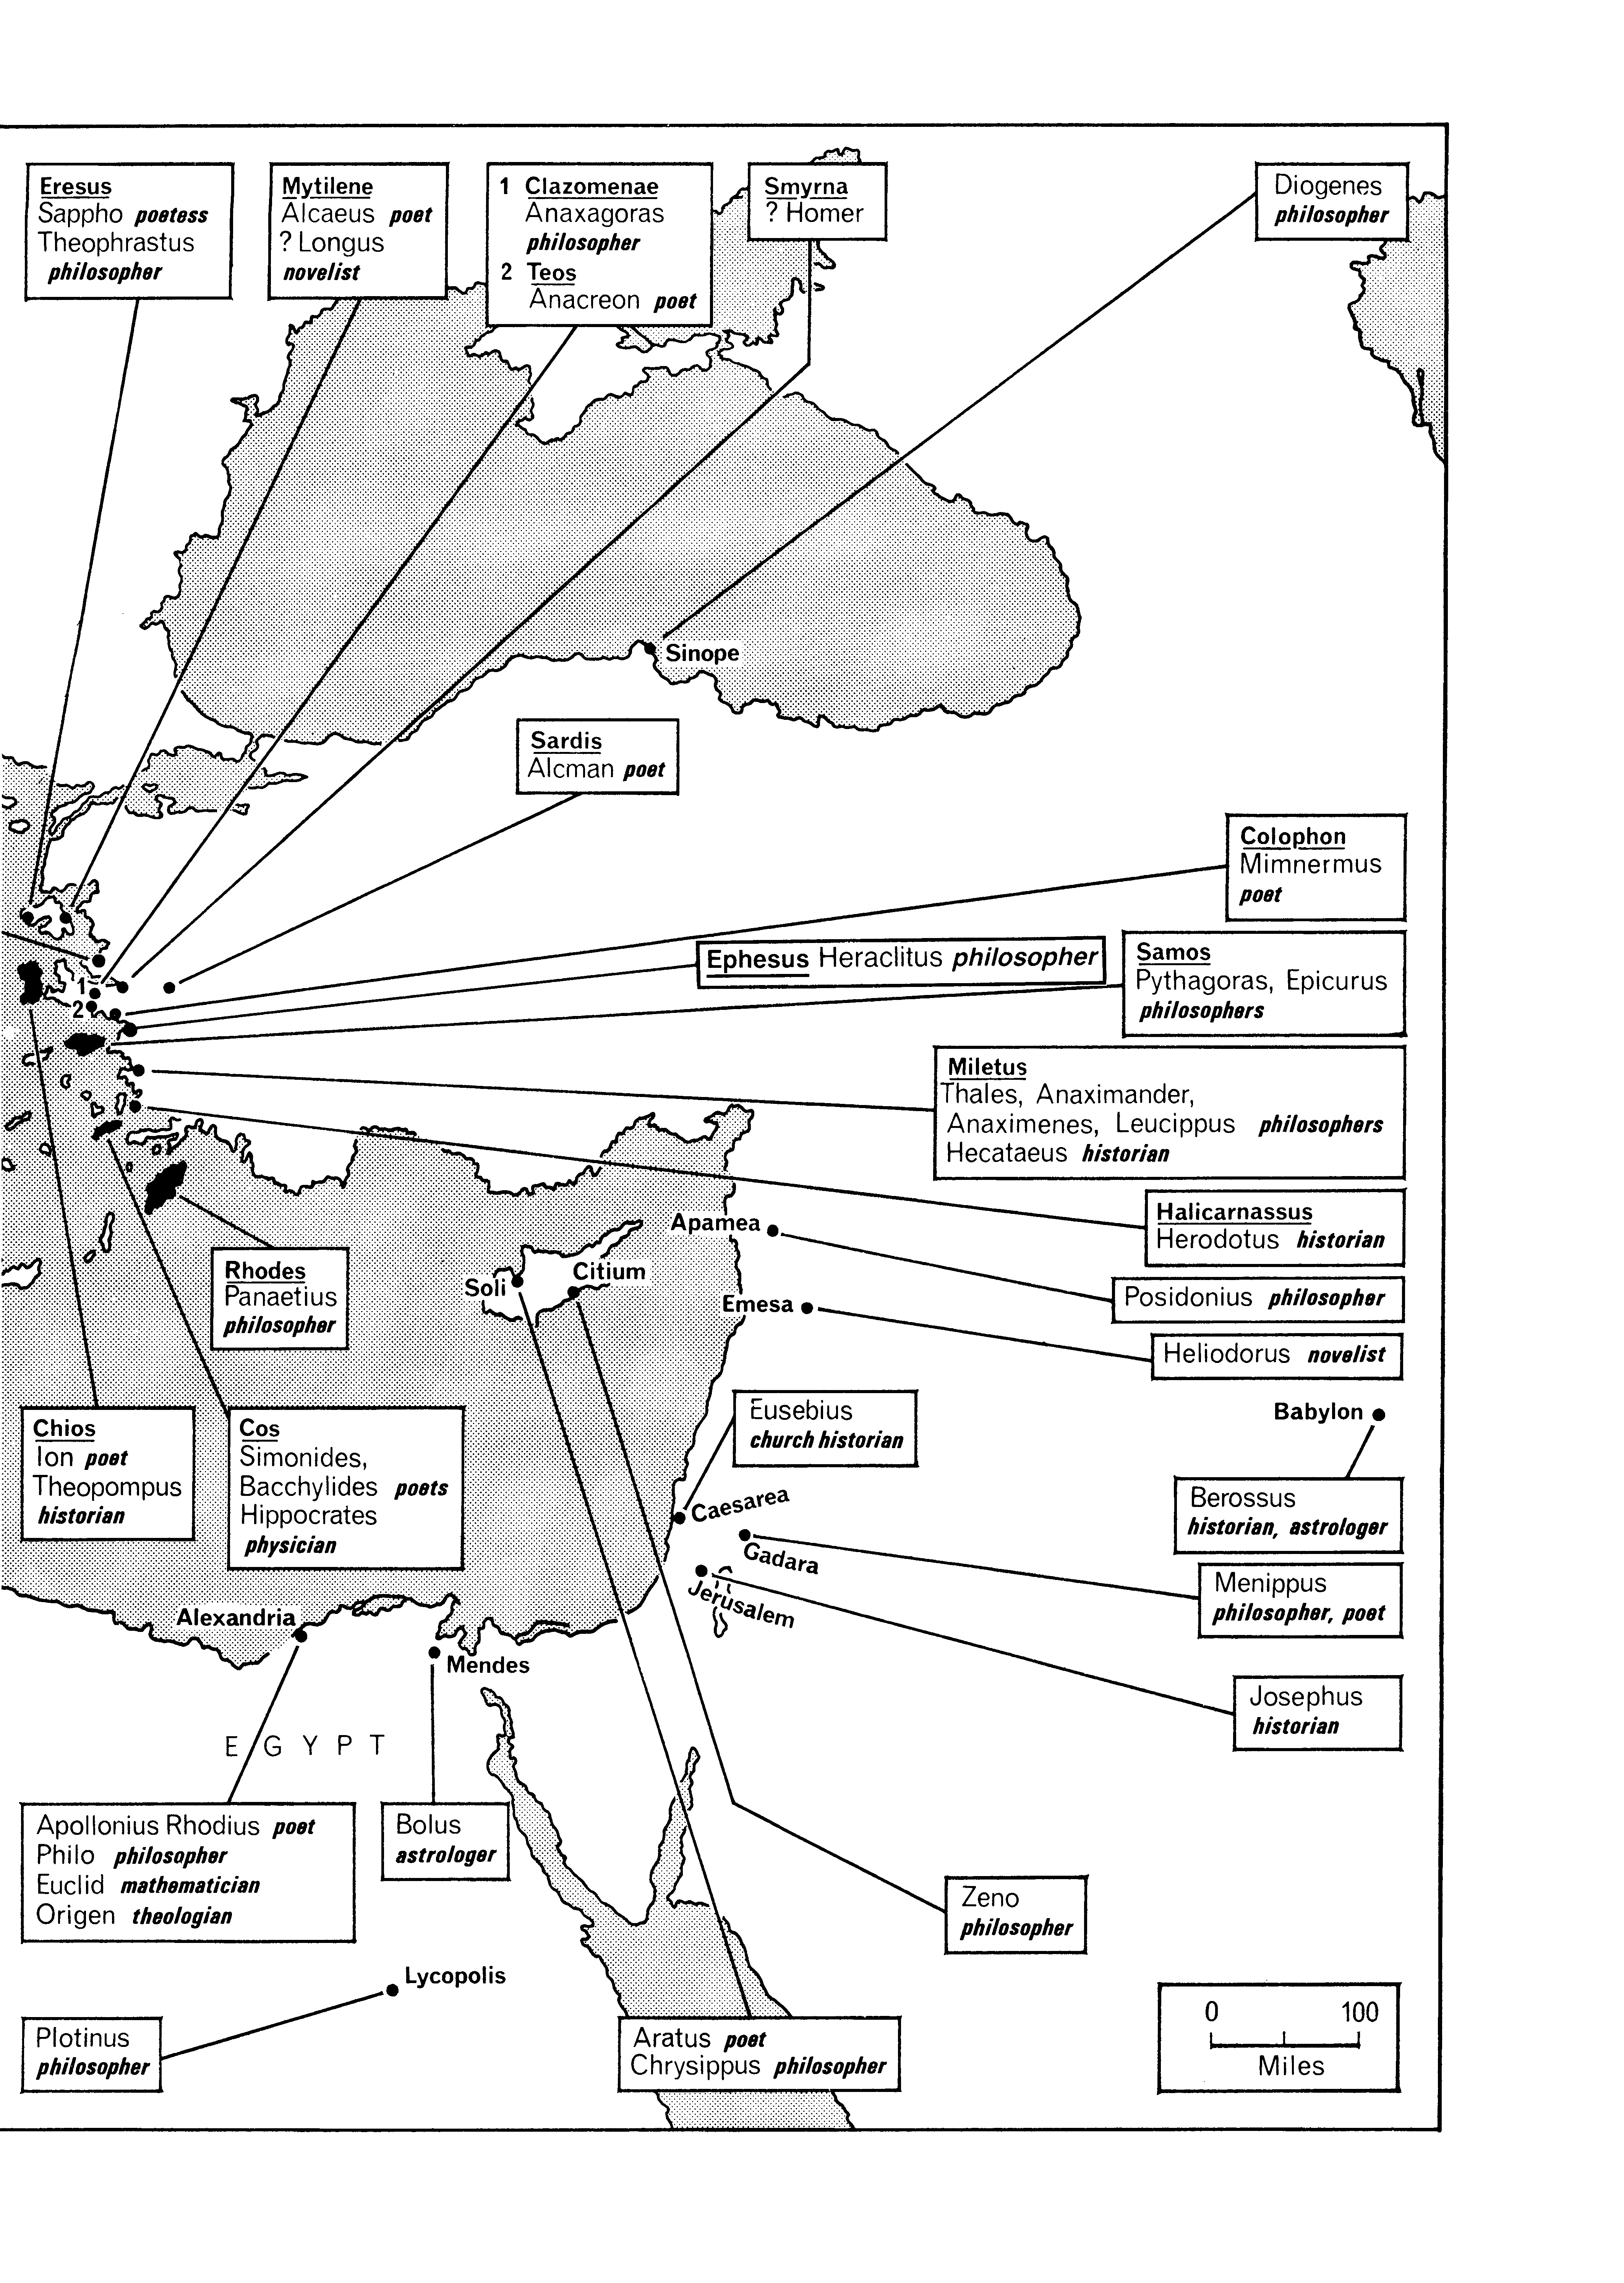 Eresus
Sappho poetess
Theophrastus
philosopher
Mytilene
Alcaeus poet
? Longus
novelist
1 Clazomenae
Anaxagoras
philosopher
2 Teos
Anacreon poet
Smyrna
? Homer
Diogenes
philosopher
Sinope
Sardis
Alcman poet
Colophon
Mimnermus
poet
Ephesus Heraclitus philosopher
Samos
Pythagoras, Epicurus
philosophers
1
2
Miletus
Thales, Anaximander,
Anaximenes, Leucippus philosophers
Hecataeus historian
Halicarnassus
Herodotus historian
Apamea
Rhodes
Panaetius
philosopher
Soli
Citium
Posidonius philosopher
Emesa
Heliodorus novelist
Chios
Ion poet
Theopompus
historian
Cos
Simonides,
Bacchylides poets
Hippocrates
physician
Eusebius
church historian
Babylon
Berossus
historian, astrologer
Caesarea
Gadara
Jerusalem
Menippus
philosopher, poet
Alexandria
Mendes
Josephus
historian
EGYPT
Apollonius Rhodius poet
Philo philosopher
Euclid mathematician
Origen theologian
Bolus
astrologer
Zeno
philosopher
Lycopolis
Plotinus
philosopher
Aratus poet
Chrysippus philosopher
0 100
Miles